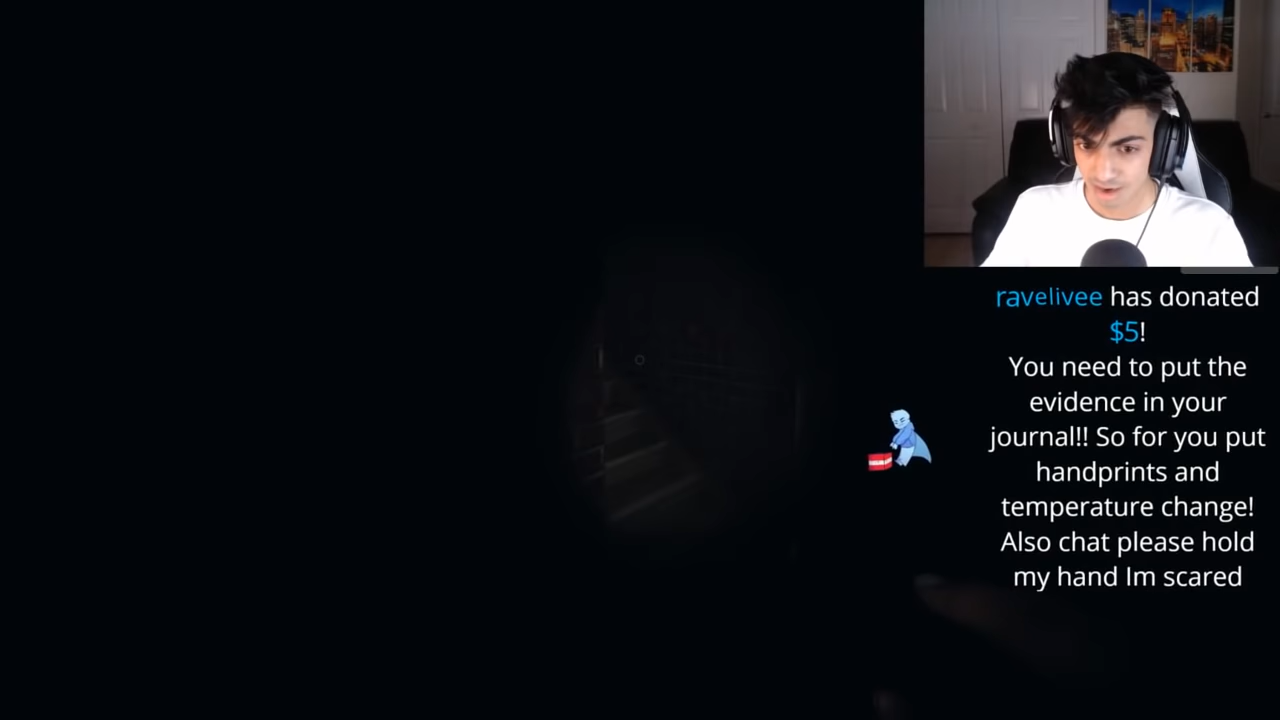 ravelivee has donated
$5!
You need to put the
evidence in your
journal!! So for you put
handprints and
temperature change!
Also chat please hold
my hand Im scared